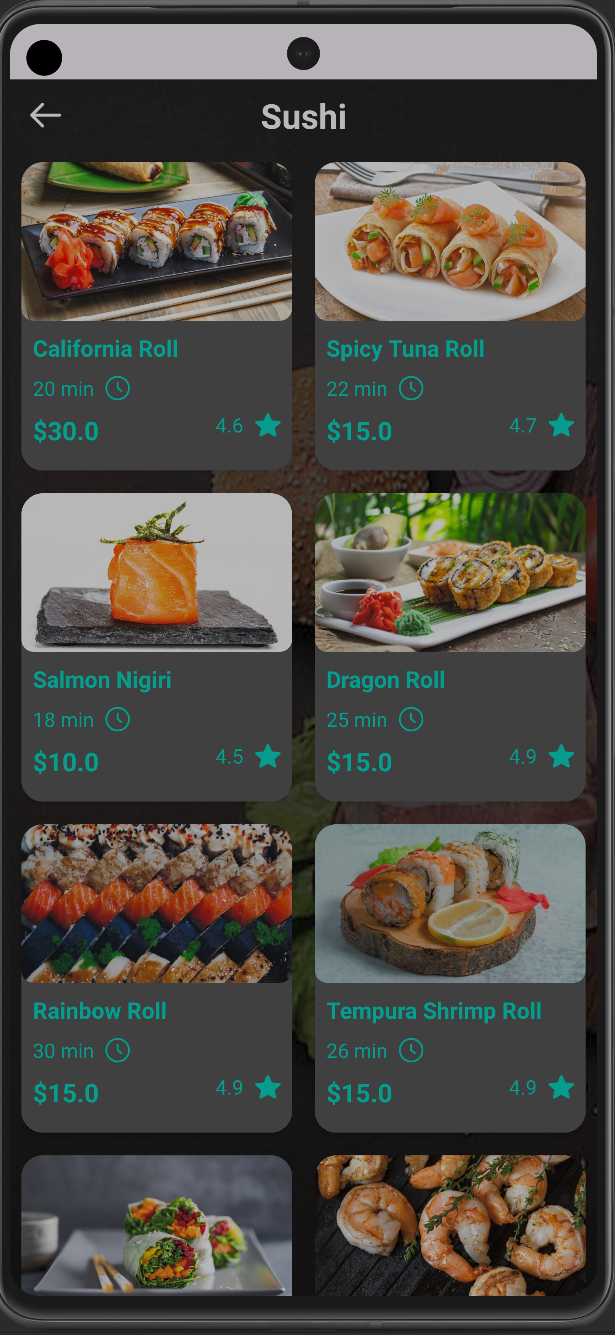 Sushi
California Roll
20 min
$30.0
4.6
Spicy Tuna Roll
22 min
$15.0
4.7
Salmon Nigiri
18 min
$10.0
4.5
Dragon Roll
25 min
$15.0
4.9
Rainbow Roll
30 min
$15.0
4.9
Tempura Shrimp Roll
26 min
$15.0
4.9